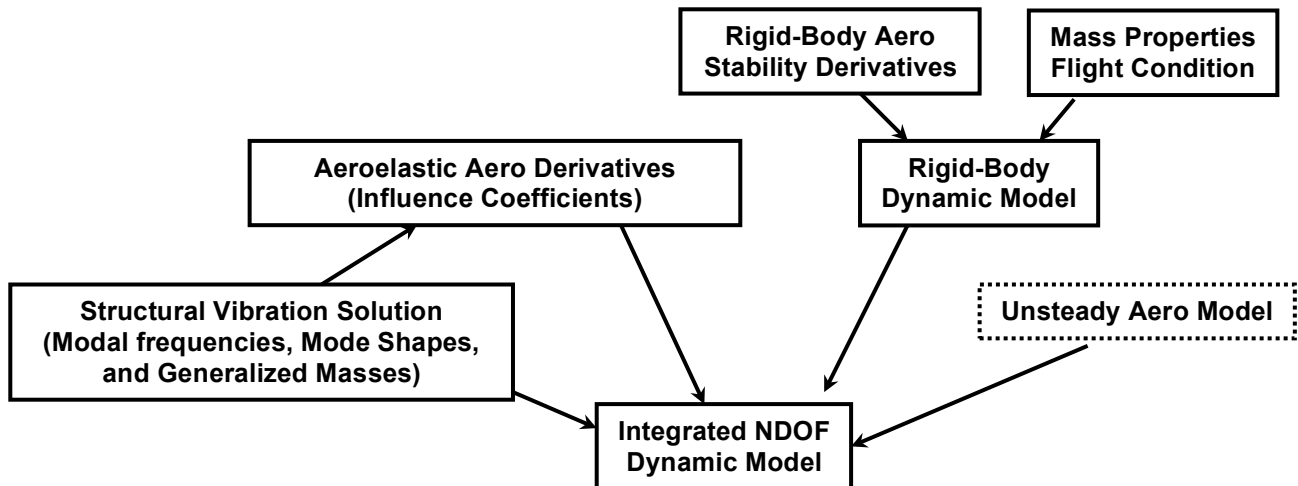 Rigid-Body Aero
Stability Derivatives
Mass Properties
Flight Condition
Aeroelastic Aero Derivatives
(Influence Coefficients)
Rigid-Body
Dynamic Model
Structural Vibration Solution
(Modal frequencies, Mode Shapes,
and Generalized Masses)
Unsteady Aero Model
Integrated NDOF
Dynamic Model